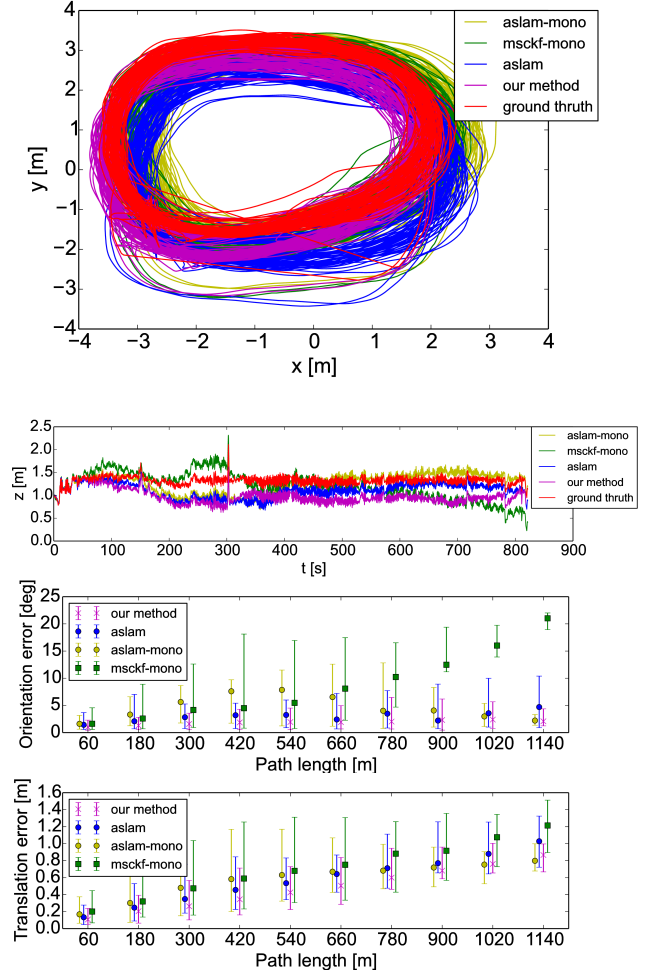 4
3
2
1
0
−1
−2
−3
−4
y [m]
−4 −3 −2 −1 0 1 2 3 4
x [m]
aslam-mono
msckf-mono
aslam
our method
ground thruth
2.5
2.0
1.5
1.0
0.5
0.0
z [m]
0 100 200 300 400 500 600 700 800 900
t [s]
aslam-mono
msckf-mono
aslam
our method
ground truth
25
20
15
10
5
0
Orientation error [deg]
our method
aslam
aslam-mono
msckf-mono
60 180 300 420 540 660 780 900 1020 1140
Path length [m]
1.6
1.4
1.2
1.0
0.8
0.6
0.4
0.2
0.0
Translation error [m]
our method
aslam
aslam-mono
msckf-mono
60 180 300 420 540 660 780 900 1020 1140
Path length [m]